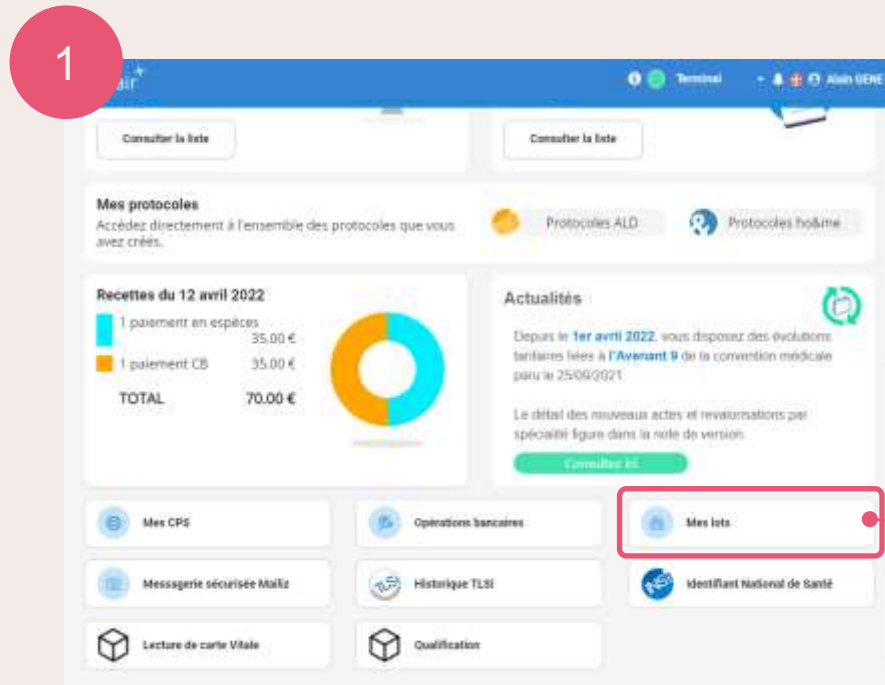 1
air+
Terminal
Alain GENE
Consulter la liste
Consulter la liste
Mes protocoles
Accédez directement à l'ensemble des protocoles que vous
avez créés.
Protocoles ALD
Protocoles ho&me
Recettes du 12 avril 2022
1 paiement en espèces
35.00 €
1 paiement CB
35.00 €
TOTAL
70.00 €
Actualités
Depuis le 1er avril 2022, vous disposez des évolutions
tarifaires liées à l'Avenant 9 de la convention médicale
paru le 25/09/2021
Le détail des nouveaux actes et revalorisations par
spécialité figure dans la note de version.
Consultez ici
Mes CPS
Opérations bancaires
Mes lots
Messagerie sécurisée Mailiz
Historique TLSi
Identifiant National de Santé
Lecture de carte Vitale
Qualification